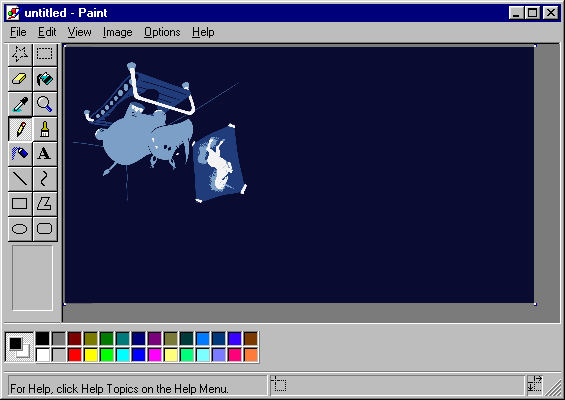 untitled - Paint
File Edit View Image Options Help
A
For Help, click Help Topics on the Help Menu.